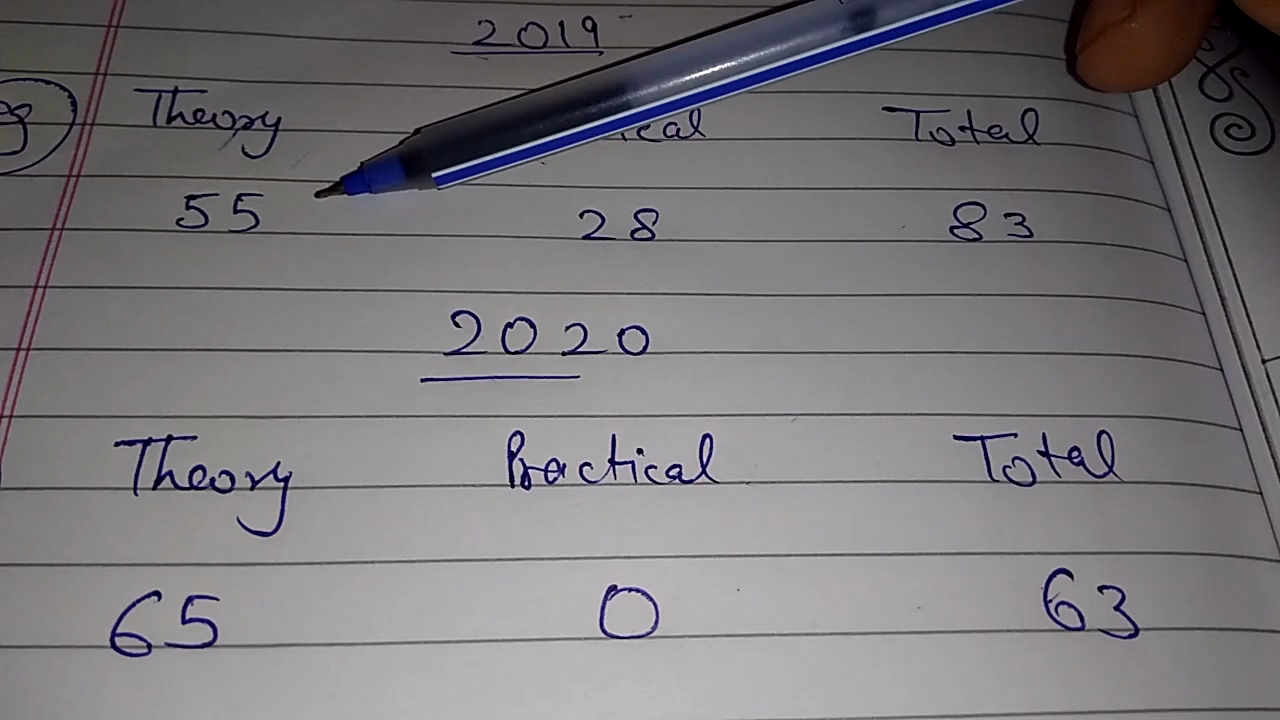 2019
Theory Total
55 28 83
2020
Theory Practical Total
65 0 63